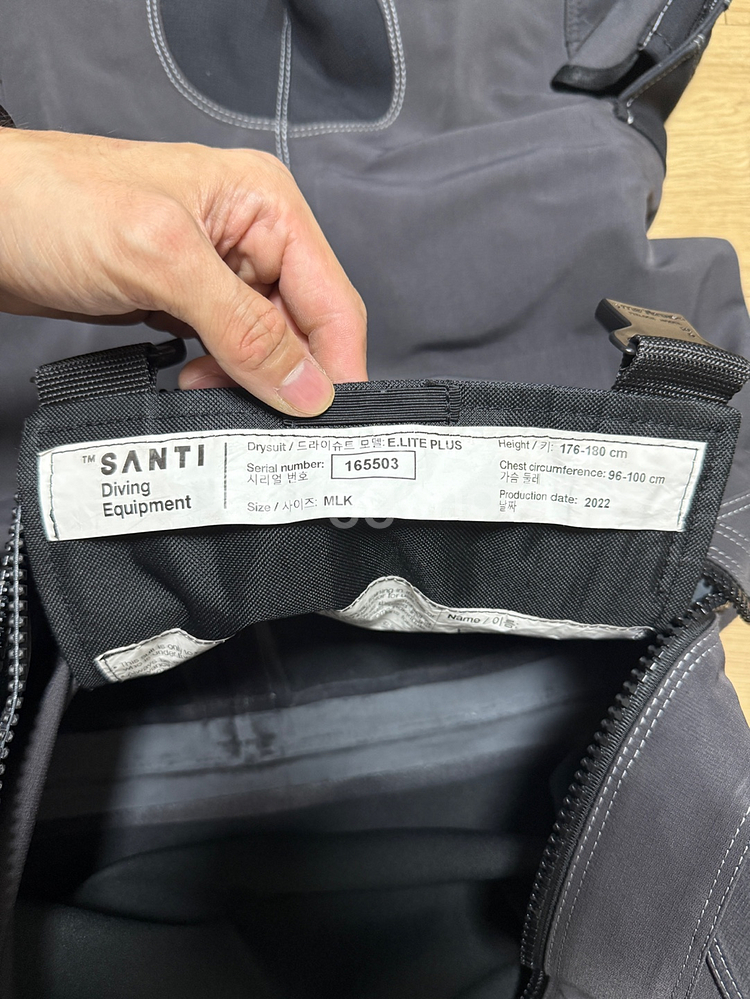 ™ SANTI
Diving
Equipment
Drysuit / 드라이슈트 모델: E.LITE PLUS
Serial number: 165503
시리얼 번호
Size / 사이즈: MLK
Height / 키: 176-180 cm
Chest circumference: 96-100 cm
가슴 둘레
Production date: 2022
날짜
Name / 이름: